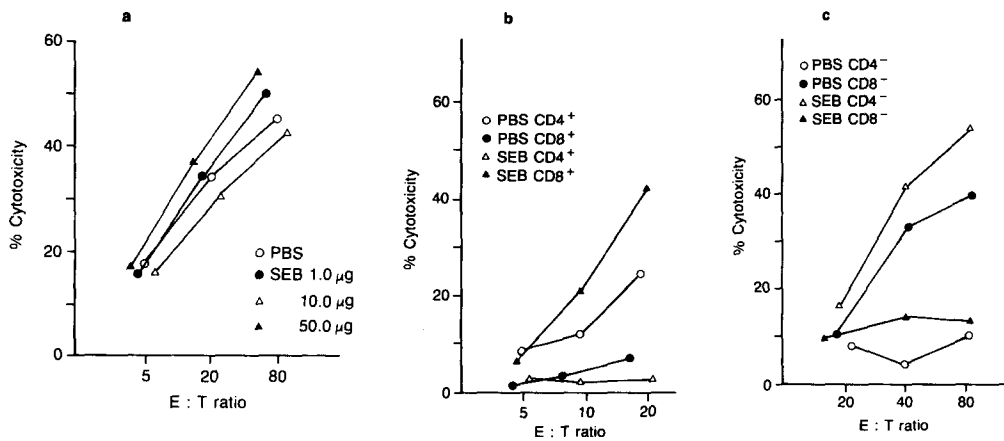 a
60
40
20
0
% Cytotoxicity
PBS
SEB 1.0 μg
10.0 μg
50.0 μg
5 20 80
E : T ratio
b
60
40
20
0
% Cytotoxicity
PBS CD4⁺
PBS CD8⁺
SEB CD4⁺
SEB CD8⁺
5 10 20
E : T ratio
c
60
40
20
0
% Cytotoxicity
PBS CD4⁻
PBS CD8⁻
SEB CD4⁻
SEB CD8⁻
20 40 80
E : T ratio